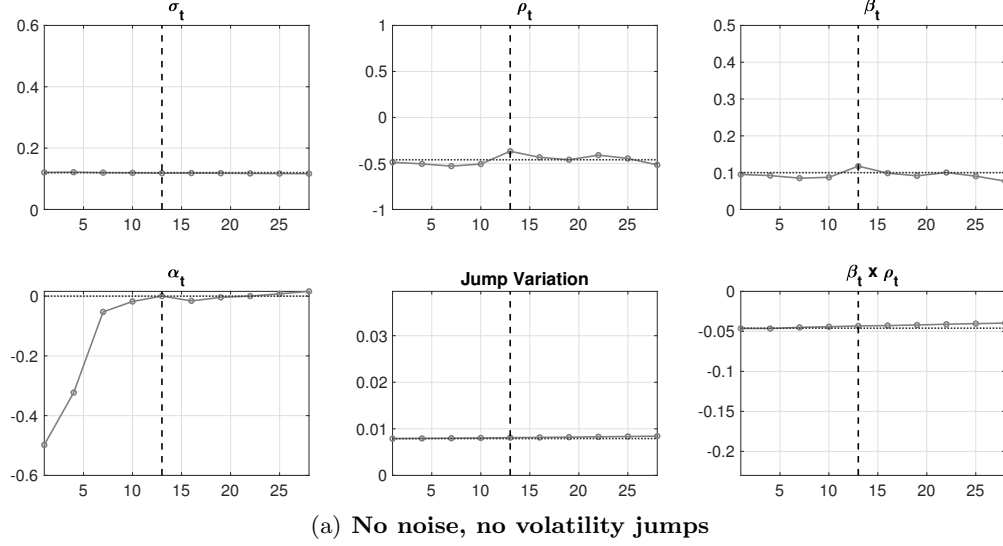 σt ρt βt
0.6 1 0.5
0.4 0.5 0.4
0 0.3
0.2 -0.5 0.2
0.1
0 -1 0
5 10 15 20 25 5 10 15 20 25 5 10 15 20 25
αt Jump Variation βt x ρt
0 0.03 0
-0.2 0.02 -0.05
-0.1
-0.4 0.01 -0.15
-0.2
-0.6 0
5 10 15 20 25 5 10 15 20 25 5 10 15 20 25
(a) No noise, no volatility jumps